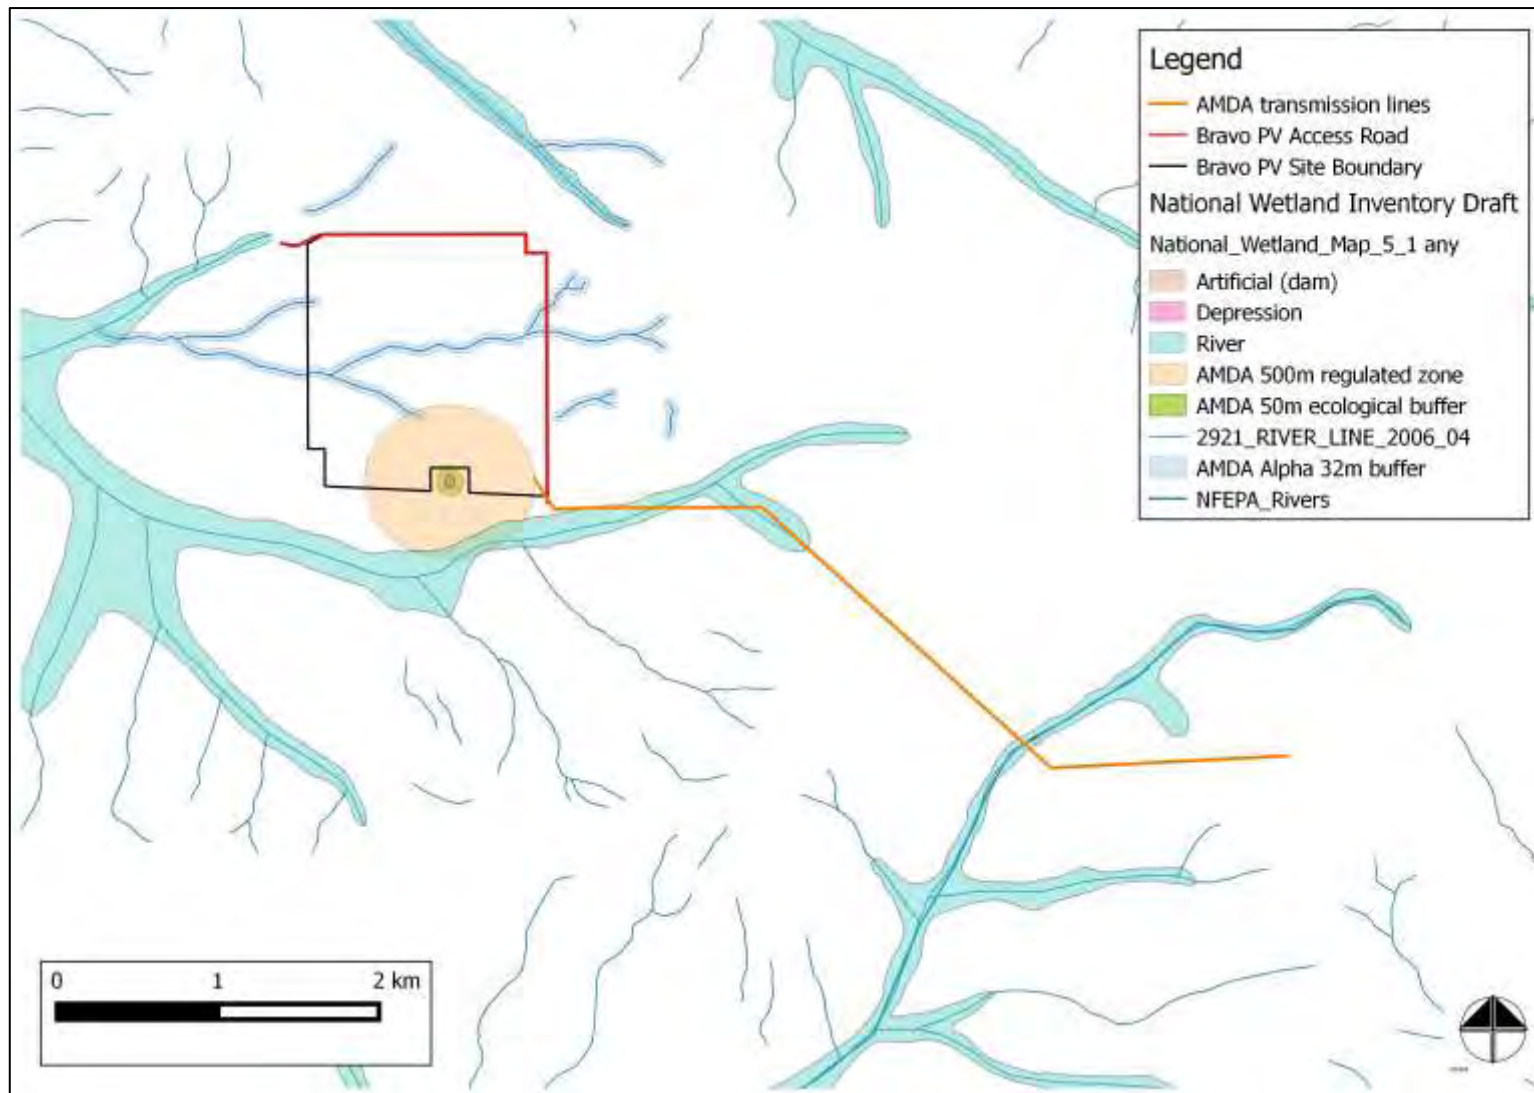 Legend
AMDA transmission lines
Bravo PV Access Road
Bravo PV Site Boundary
National Wetland Inventory Draft
National_Wetland_Map_5_1 any
Artificial (dam)
Depression
River
AMDA 500m regulated zone
AMDA 50m ecological buffer
2921_RIVER_LINE_2006_04
AMDA Alpha 32m buffer
NFEPA_Rivers
0 1 2 km